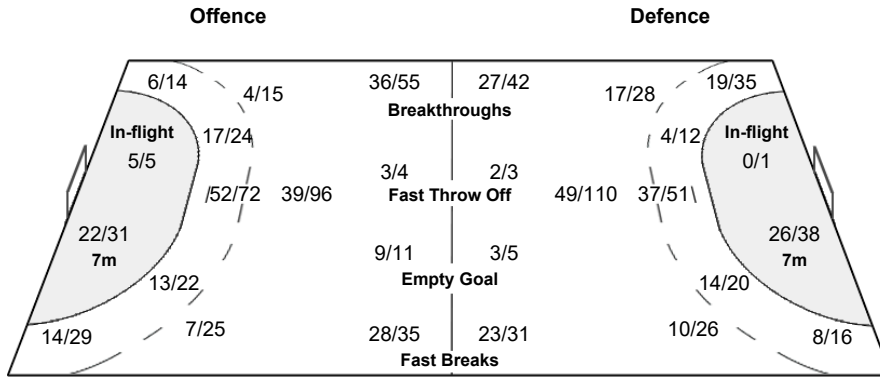 Offence Defence
6/14 4/15 36/55 27/42 17/28 19/35
Breakthroughs
In-flight 17/24 4/12 In-flight
5/5 0/1
3/4 2/3
52/72 39/96 Fast Throw Off 49/110 37/51
22/31 26/38
7m 9/11 3/5 7m
13/22 Empty Goal 14/20
14/29 7/25 28/35 23/31 10/26 8/16
Fast Breaks